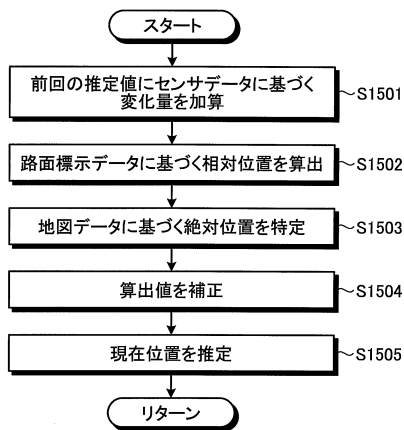 スタート
前回の推定値にセンサデータに基づく
変化量を加算
S1501
路面標示データに基づく相対位置を算出
S1502
地図データに基づく絶対位置を特定
S1503
算出値を補正
S1504
現在位置を推定
S1505
リターン